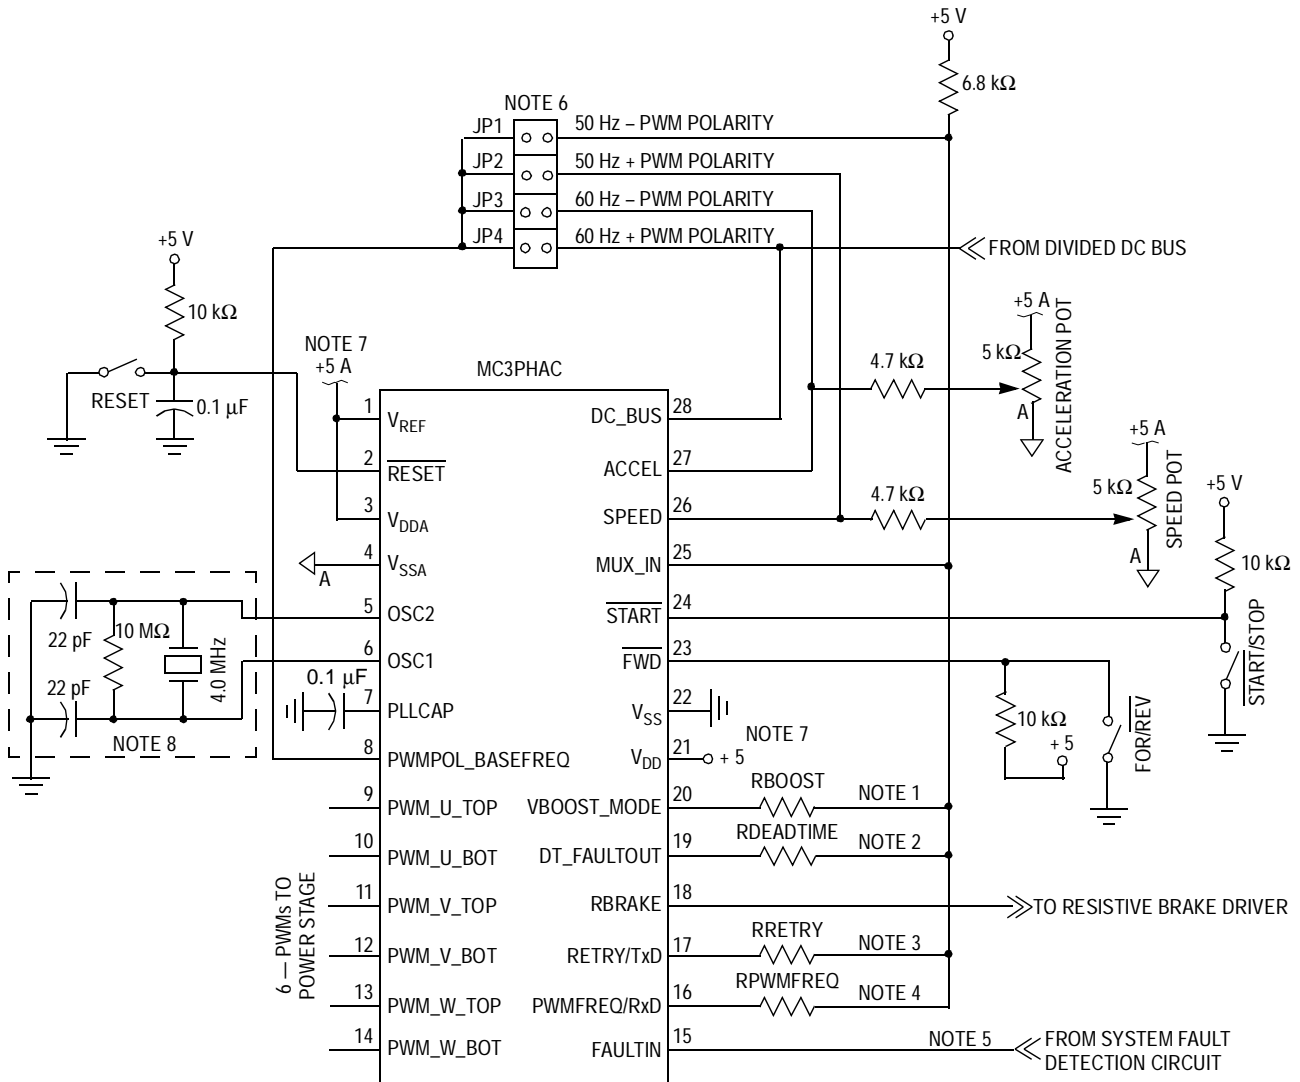 +5 V
6.8 kΩ
NOTE 6
JP1 50 Hz – PWM POLARITY
JP2 50 Hz + PWM POLARITY
JP3 60 Hz – PWM POLARITY
JP4 60 Hz + PWM POLARITY
FROM DIVIDED DC BUS
+5 V
10 kΩ
RESET
0.1 µF
NOTE 7
+5 A
MC3PHAC
1 V_REF
2 RESET
3 V_DDA
4 V_SSA
A
5 OSC2
6 OSC1
7 PLLCAP
0.1 µF
8 PWMPOL_BASEFREQ
9 PWM_U_TOP
10 PWM_U_BOT
11 PWM_V_TOP
12 PWM_V_BOT
13 PWM_W_TOP
14 PWM_W_BOT
6 — PWMs TO
POWER STAGE
22 pF
10 MΩ
4.0 MHz
22 pF
NOTE 8
DC_BUS 28
ACCEL 27
SPEED 26
MUX_IN 25
START 24
FWD 23
V_SS 22
V_DD 21
+ 5
NOTE 7
VBOOST_MODE 20 RBOOST NOTE 1
DT_FAULTOUT 19 RDEADTIME NOTE 2
RBRAKE 18 TO RESISTIVE BRAKE DRIVER
RETRY/TxD 17 RRETRY NOTE 3
PWMFREQ/RxD 16 RPWMFREQ NOTE 4
FAULTIN 15 NOTE 5 FROM SYSTEM FAULT
DETECTION CIRCUIT
4.7 kΩ
5 kΩ
+5 A
A
ACCELERATION POT
4.7 kΩ
5 kΩ
+5 A
A
SPEED POT
+5 V
10 kΩ
START/STOP
10 kΩ
+ 5
FOR/REV